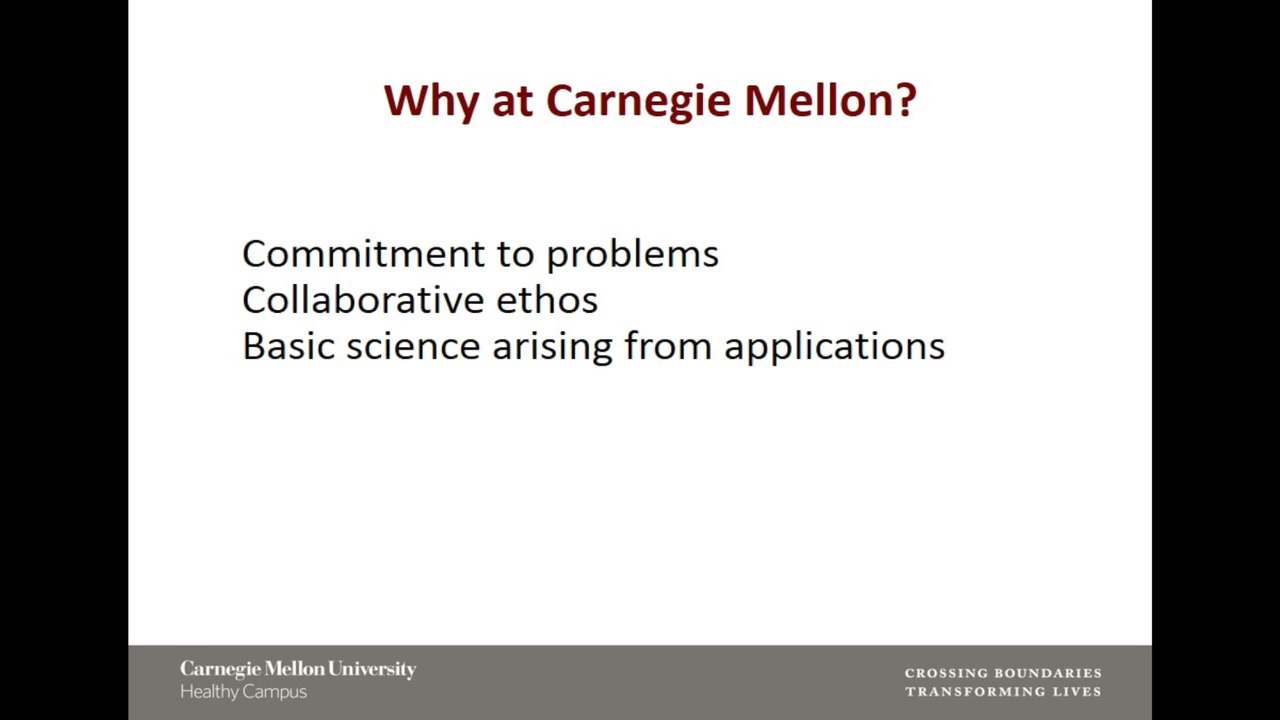 Why at Carnegie Mellon?
Commitment to problems
Collaborative ethos
Basic science arising from applications
Carnegie Mellon University
Healthy Campus
CROSSING BOUNDARIES
TRANSFORMING LIVES